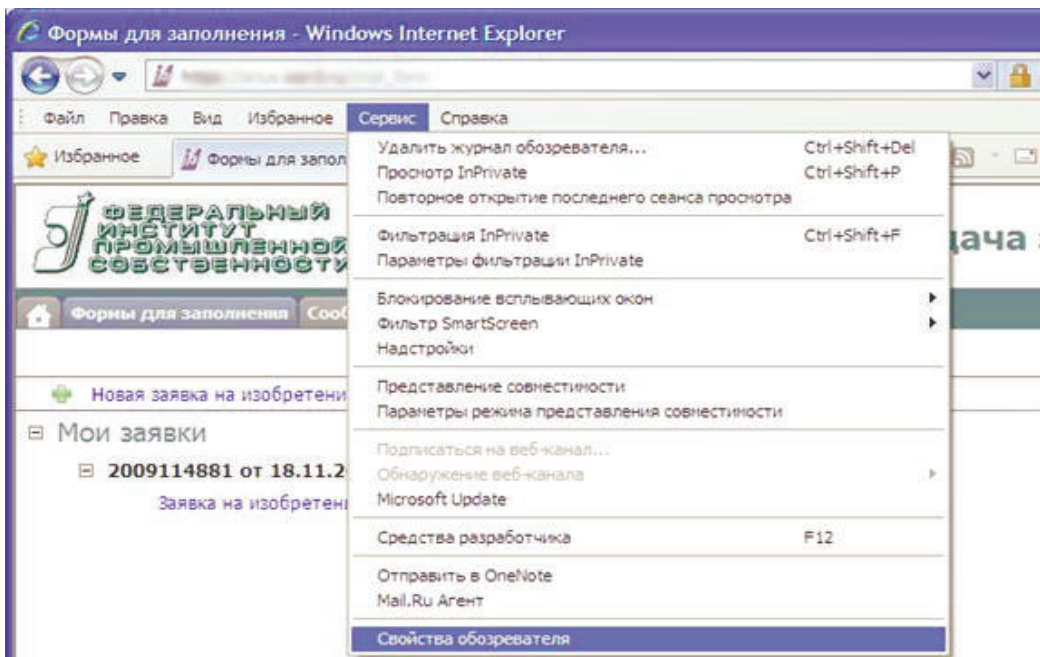 Формы для заполнения - Windows Internet Explorer
Файл Правка Вид Избранное Сервис Справка
Избранное Формы для запол
Удалить журнал обозревателя... Ctrl+Shift+Del
Просмотр InPrivate Ctrl+Shift+P
Повторное открытие последнего сеанса просмотра
Фильтрация InPrivate Ctrl+Shift+F
Параметры фильтрации InPrivate
Блокирование всплывающих окон
Фильтр SmartScreen
Надстройки
Представление совместимости
Параметры режима представления совместимости
Подписаться на веб-канал...
Обнаружение веб-канала
Microsoft Update
Средства разработчика F12
Отправить в OneNote
Mail.Ru Агент
Свойства обозревателя
ФЕДЕРАЛЬНЫЙ
ИНСТИТУТ
ПРОМЫШЛЕННОЙ
СОБСТВЕННОСТИ
дача
Формы для заполнения Сооб
Новая заявка на изобретени
Мои заявки
2009114881 от 18.11.2
Заявка на изобретени